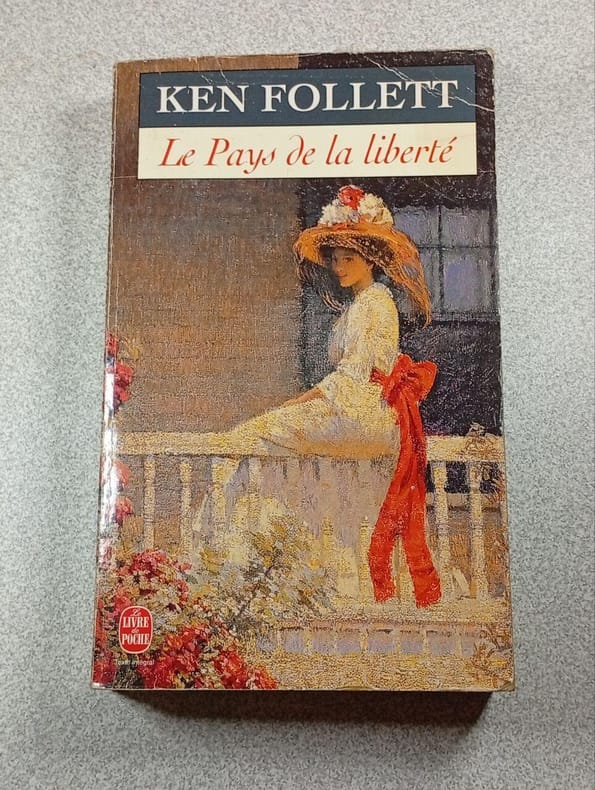 KEN FOLLETT
Le Pays de la liberté
Le
LIVRE
de
POCHE
Texte intégral